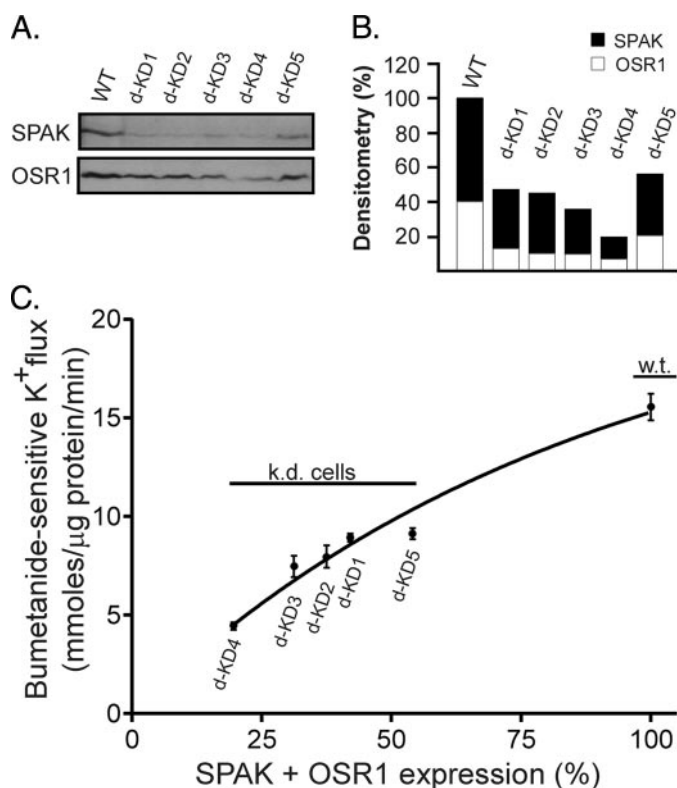 A.
WT d-KD1 d-KD2 d-KD3 d-KD4 d-KD5
SPAK
OSR1
B.
SPAK
OSR1
Densitometry (%)
120
100
80
60
40
20
WT
d-KD1
d-KD2
d-KD3
d-KD4
d-KD5
C.
Bumetanide-sensitive K+ flux
(mmoles/µg protein/min)
20
15
10
5
0
w.t.
k.d. cells
d-KD4
d-KD3
d-KD2
d-KD1
d-KD5
0 25 50 75 100
SPAK + OSR1 expression (%)